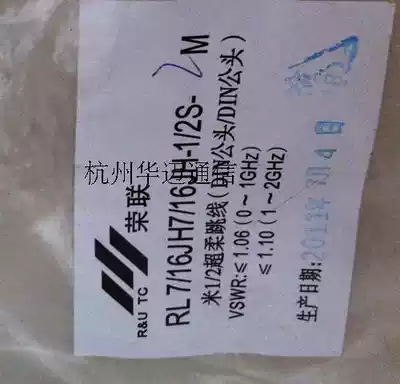 荣联
R&U TC
RL7/16JH7/16JH-1/2S-2M
米1/2超柔跳线(DIN公头/DIN公头)
VSWR:≤1.06(0~1GHz)
≤1.10(1~2GHz)
生产日期:
杭州华远通信